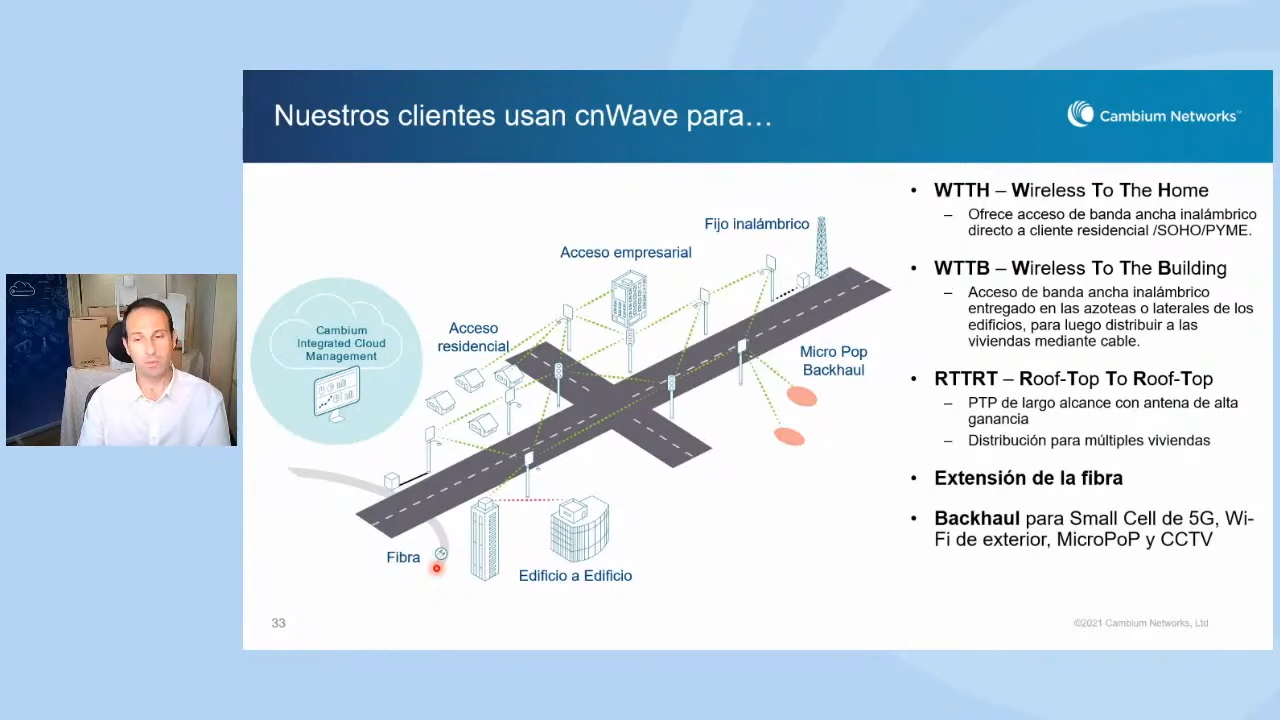 Nuestros clientes usan cnWave para…
Cambium Networks™
Fijo inalámbrico
Acceso empresarial
Acceso
residencial
Cambium
Integrated Cloud
Management
Micro Pop
Backhaul
Fibra
Edificio a Edificio
• WTTH – Wireless To The Home
– Ofrece acceso de banda ancha inalámbrico
directo a cliente residencial /SOHO/PYME.
• WTTB – Wireless To The Building
– Acceso de banda ancha inalámbrico
entregado en las azoteas o laterales de los
edificios, para luego distribuir a las
viviendas mediante cable.
• RTTRT – Roof-Top To Roof-Top
– PTP de largo alcance con antena de alta
ganancia
– Distribución para múltiples viviendas
• Extensión de la fibra
• Backhaul para Small Cell de 5G, Wi-
Fi de exterior, MicroPoP y CCTV
33
©2021 Cambium Networks, Ltd